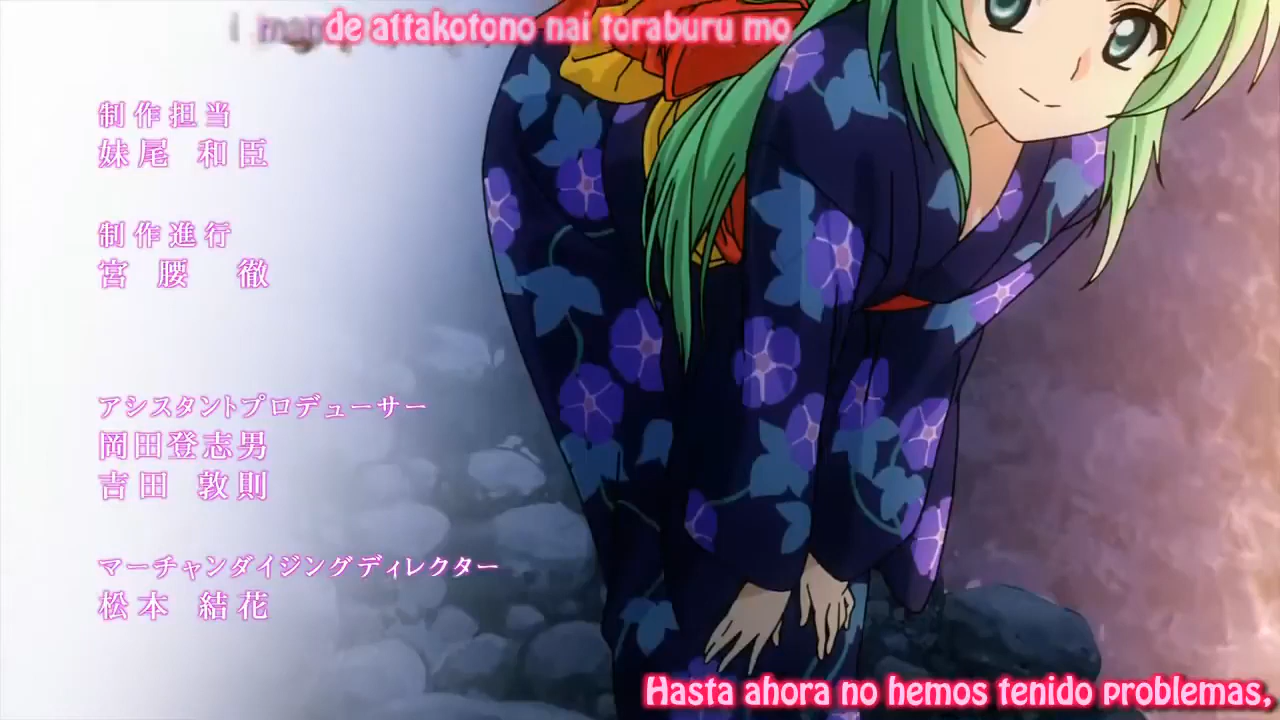 de attakotono nai toraburu mo
制作担当
妹尾 和臣
制作進行
宮腰 徹
アシスタントプロデューサー
岡田登志男
吉田 敦則
マーチャンダイジングディレクター
松本 結花
Hasta ahora no hemos tenido problemas,